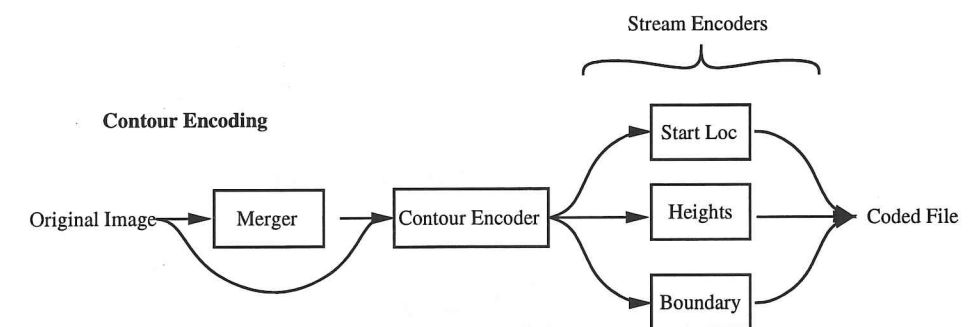 Stream Encoders
Contour Encoding
Start Loc
Original Image
Merger
Contour Encoder
Heights
Coded File
Boundary